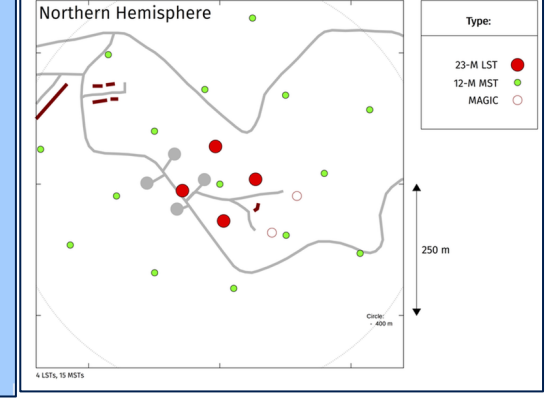 Northern Hemisphere
Type:
23-M LST
12-M MST
MAGIC
250 m
Circle:
- 400 m
4 LSTs, 15 MSTs